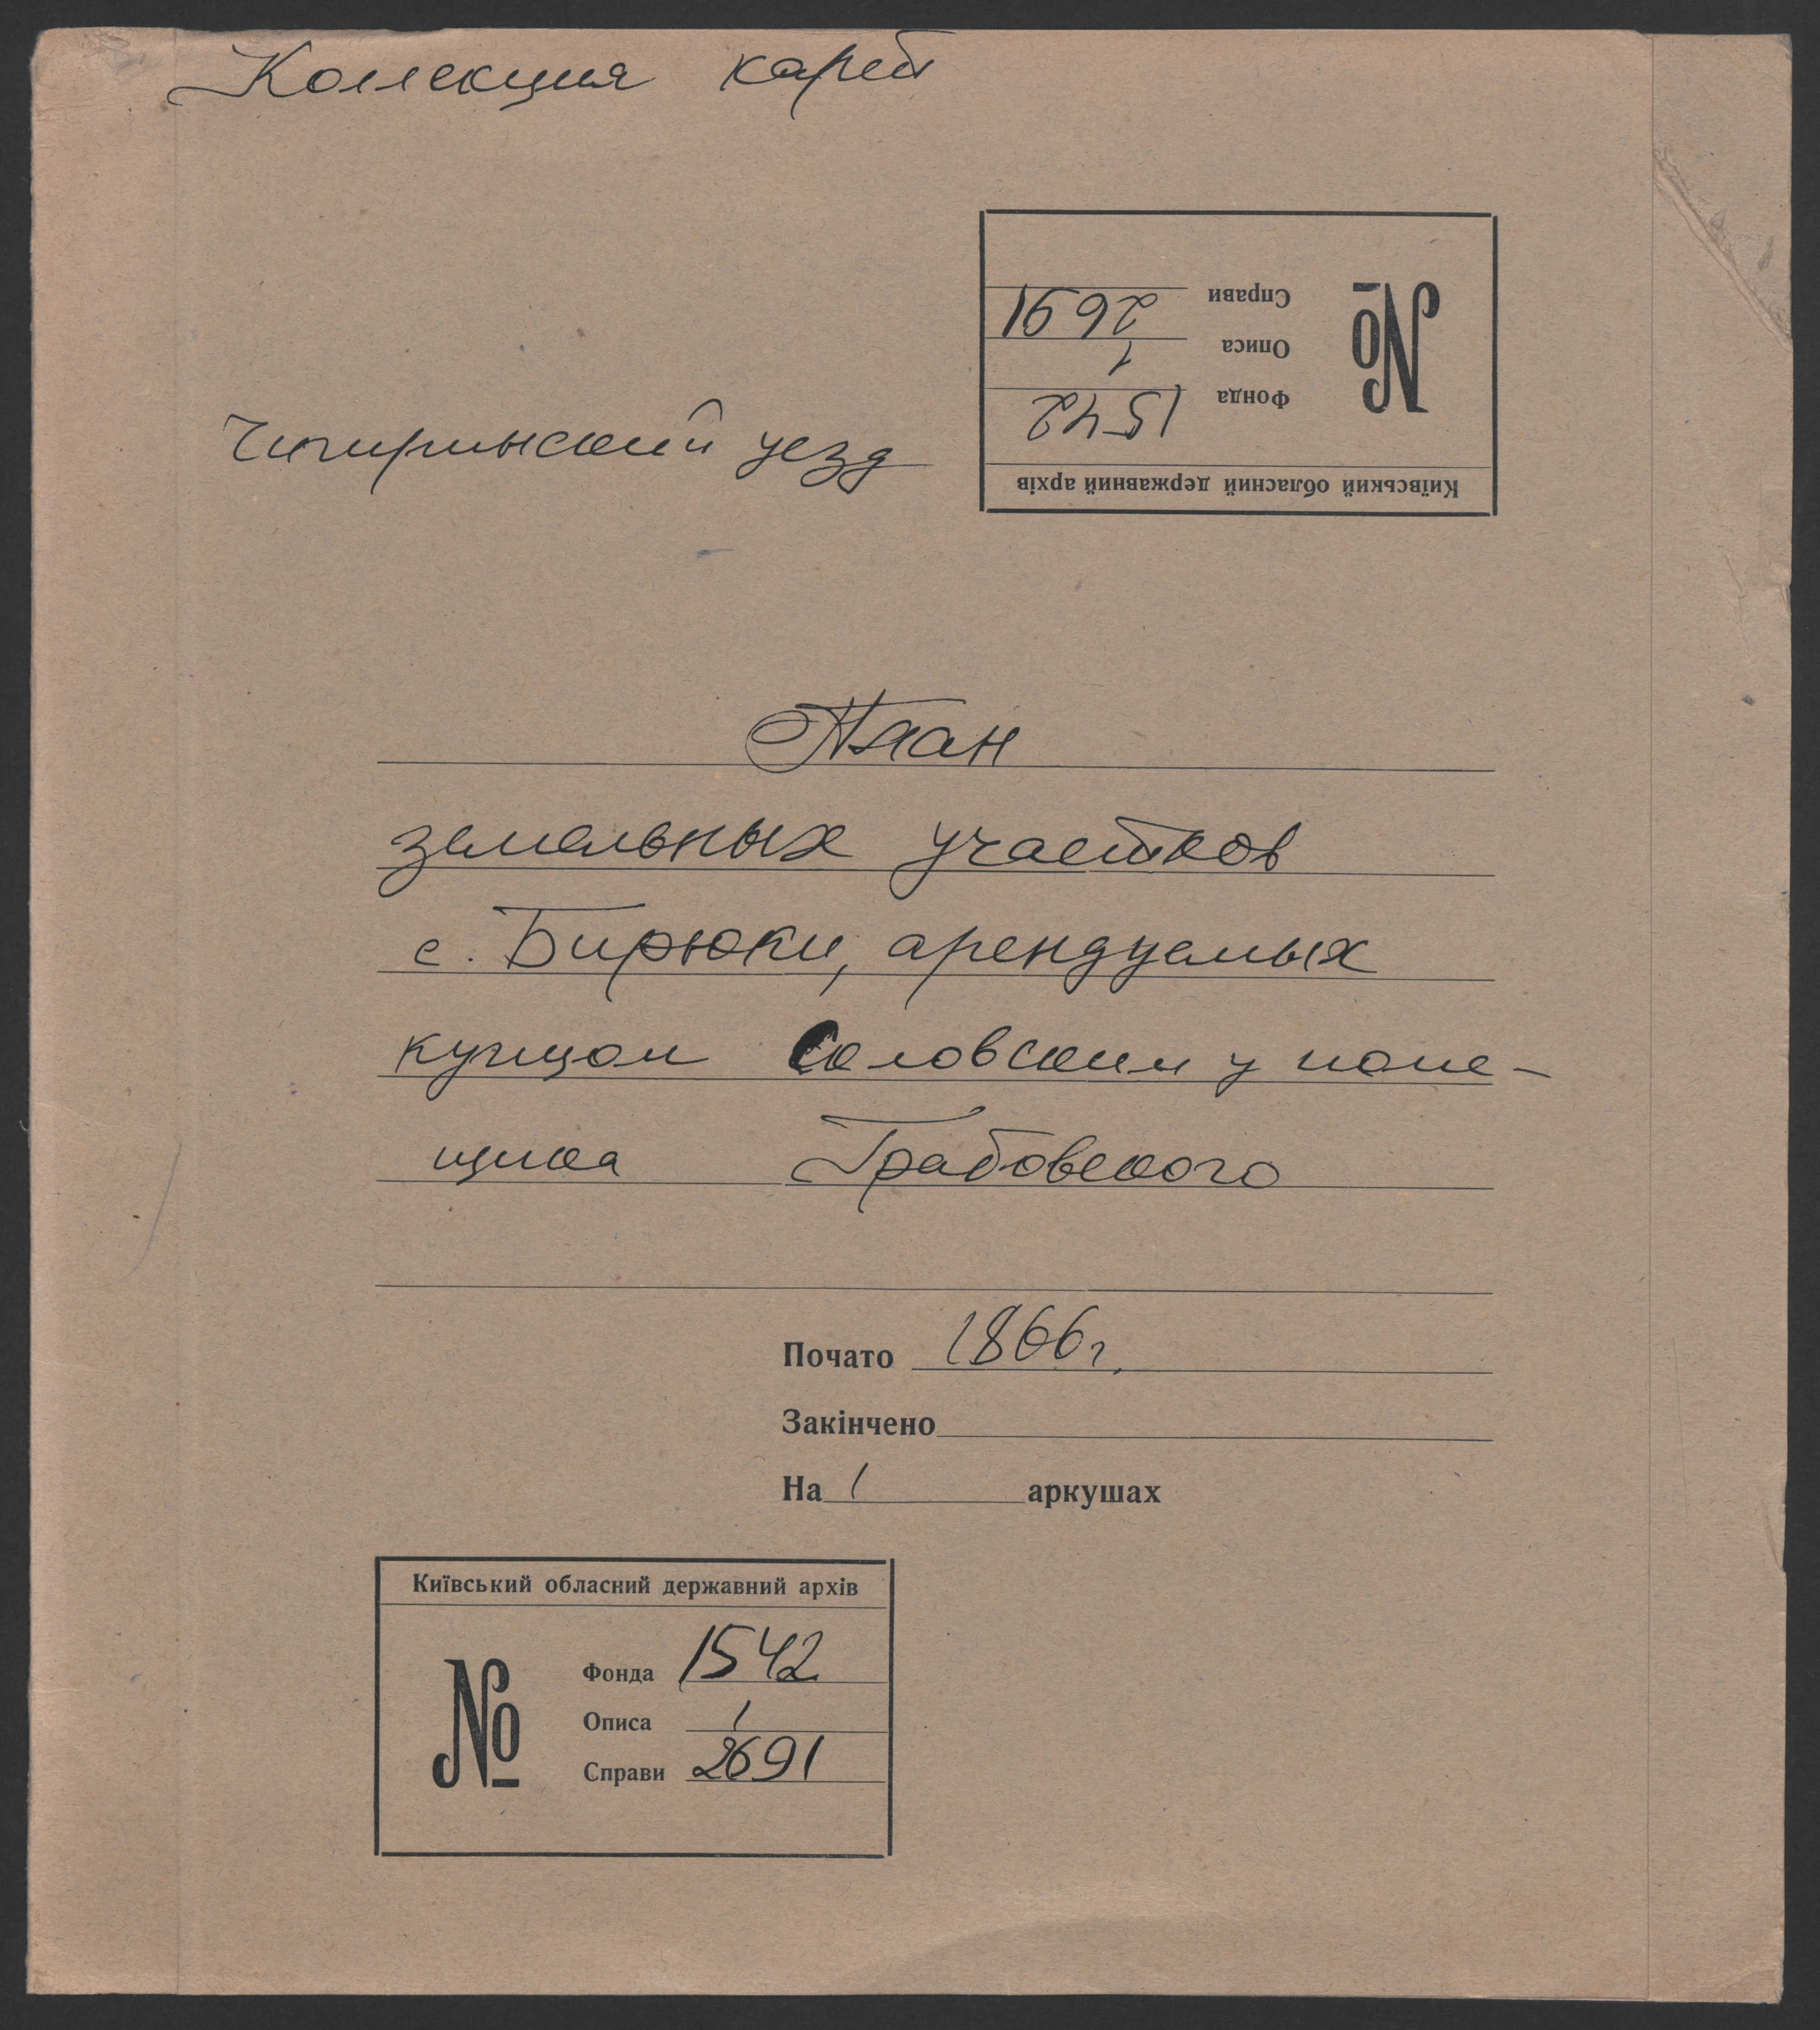 Коллекция карт
Справи 2691
Описа 1
Фонда 1542
№
Київський обласний державний архів
Чигиринский уезд
План
земельных участков
с. Бирюки, арендуемых
купцом Соловским у поме-
щика Грабовского
Почато 1866г.
Закінчено
На 1 аркушах
Київський обласний державний архів
№
Фонда 1542
Описа 1
Справи 2691